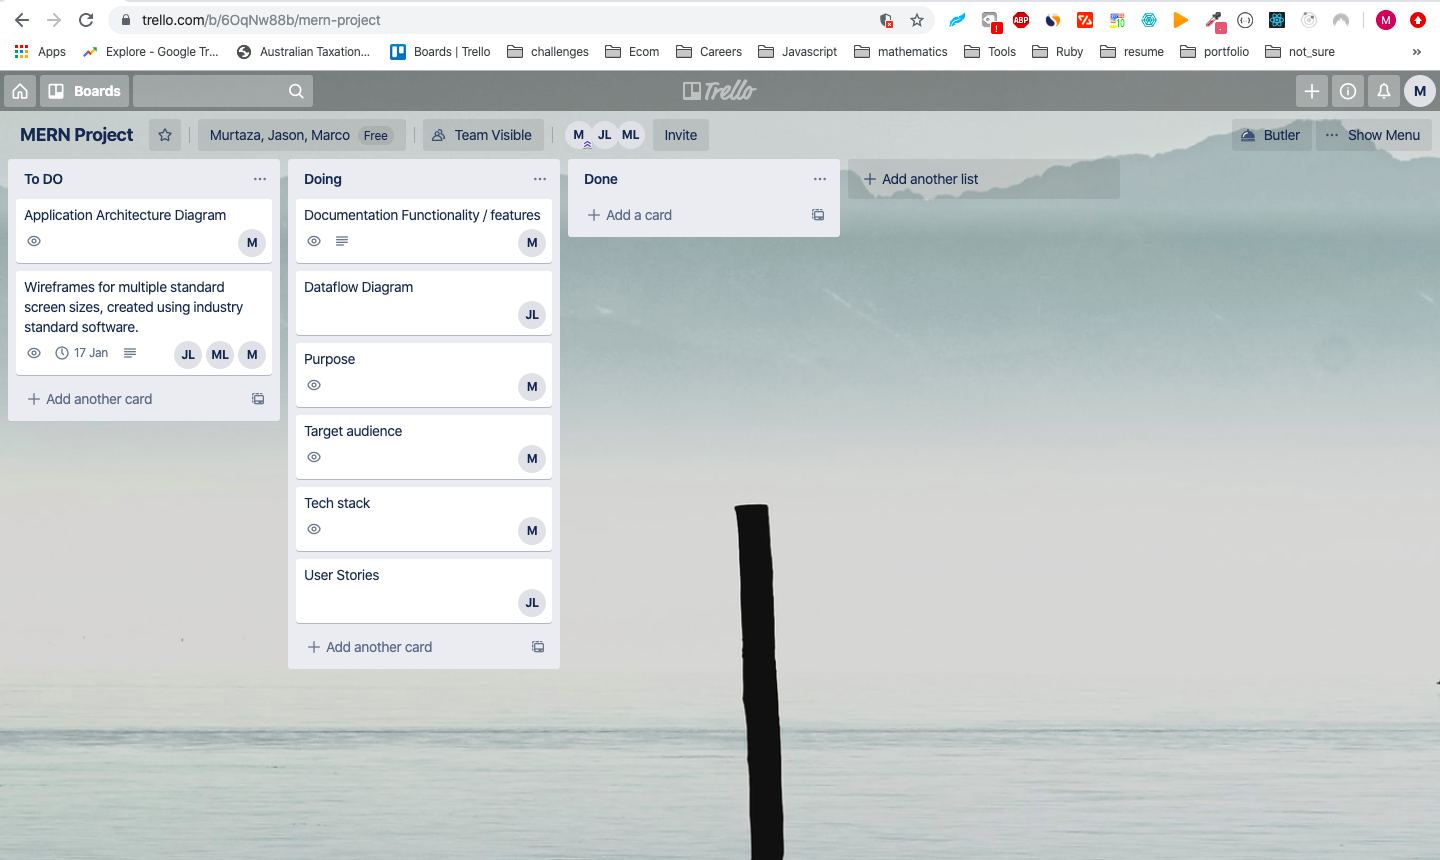 trello.com/b/6OqNw88b/mern-project
ABP
10
M
Apps
Explore - Google Tr...
Australian Taxation...
Boards | Trello
challenges
Ecom
Careers
Javascript
mathematics
Tools
Ruby
resume
portfolio
not_sure
»
Boards
Trello
M
MERN Project
Murtaza, Jason, Marco Free
Team Visible
M JL ML
Invite
Butler
... Show Menu
To DO
Application Architecture Diagram
M
Wireframes for multiple standard
screen sizes, created using industry
standard software.
17 Jan
JL ML M
+ Add another card
Doing
Documentation Functionality / features
M
Dataflow Diagram
JL
Purpose
M
Target audience
M
Tech stack
M
User Stories
JL
+ Add another card
Done
+ Add a card
+ Add another list